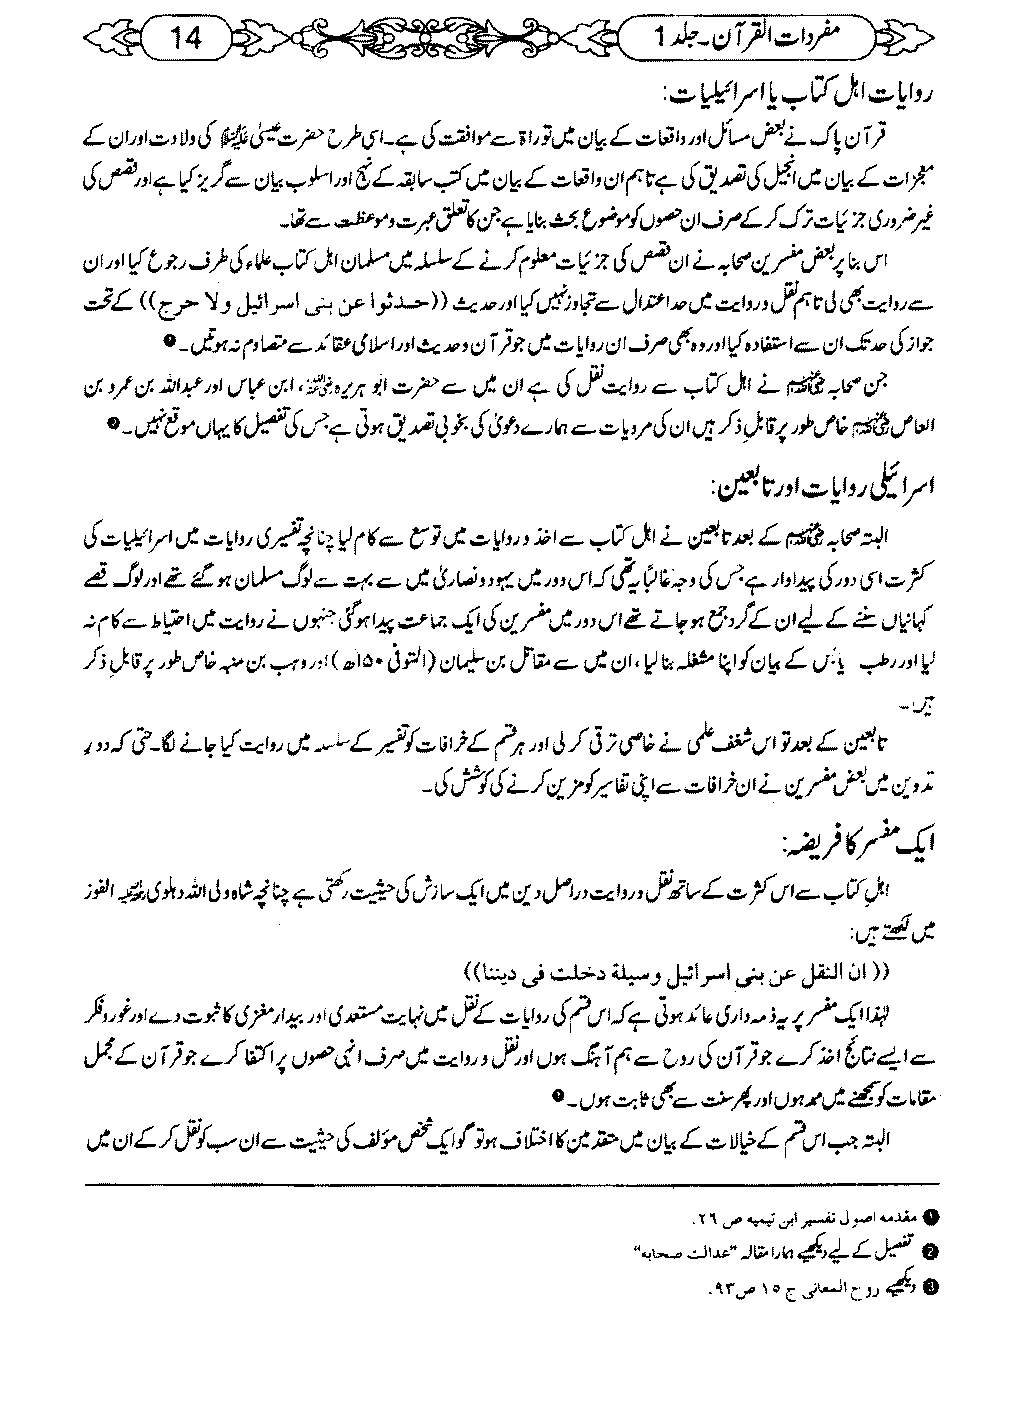 مفردات القرآن۔جلد 1
14
روایات اہل کتاب یا اسرائیلیات:
قرآن پاک نے بعض مسائل اور واقعات کے بیان میں توراۃ سے موافقت کی ہے۔اسی طرح حضرت عیسیٰ علیہ السلام کی ولادت اور ان کے
معجزات کے بیان میں انجیل کی تصدیق کی ہے تاہم ان واقعات کے بیان میں کتب سابقہ کے نہج اور اسلوب بیان سے گریز کیا ہے اور قصص کی
غیر ضروری جزئیات ترک کر کے صرف ان حصوں کو موضوع بحث بنایا ہے جن کا تعلق عبرت و موعظت سے تھا۔
اس بنا پر بعض مفسرین صحابہ نے ان قصص کی جزئیات معلوم کرنے کے سلسلہ میں مسلمان اہل کتاب علماء کی طرف رجوع کیا اور ان
سے روایت بھی لی تاہم نقل و روایت میں حد اعتدال سے تجاوز نہیں کیا اور حدیث ((حدثوا عن بنی اسرائیل ولا حرج)) کے تحت
جواز کی حد تک ان سے استفادہ کیا اور وہ بھی صرف ان روایات میں جو قرآن و حدیث اور اسلامی عقائد سے متصادم نہ ہوتیں۔❶
جن صحابہ رضی اللہ عنہم نے اہل کتاب سے روایت نقل کی ہے ان میں سے حضرت ابو ہریرہ رضی اللہ عنہ، ابن عباس اور عبداللہ بن عمرو بن
العاص رضی اللہ عنہم خاص طور پر قابلِ ذکر ہیں ان کی مرویات سے ہمارے دعویٰ کی بخوبی تصدیق ہوتی ہے جس کی تفصیل کا یہاں موقع نہیں۔❷
اسرائیلی روایات اور تابعین:
البتہ صحابہ رضی اللہ عنہم کے بعد تابعین نے اہل کتاب سے اخذ و روایات میں توسع سے کام لیا چنانچہ تفسیری روایات میں اسرائیلیات کی
کثرت اسی دور کی پیداوار ہے جس کی وجہ غالباً یہ تھی کہ اس دور میں یہود و نصاریٰ میں سے بہت سے لوگ مسلمان ہو گئے تھے اور لوگ قصے
کہانیاں سننے کے لیے ان کے گرد جمع ہو جاتے تھے اس دور میں مفسرین کی ایک جماعت پیدا ہو گئی جنہوں نے روایت میں احتیاط سے کام نہ
لیا اور رطب یابس کے بیان کو اپنا مشغلہ بنا لیا، ان میں سے مقاتل بن سلیمان (المتوفی ۱۵۰ھ) اور وہب بن منبہ خاص طور پر قابلِ ذکر
ہیں۔
تابعین کے بعد تو اس شغف علمی نے خاصی ترقی کر لی اور ہر قسم کے خرافات کو تفسیر کے سلسلہ میں روایت کیا جانے لگا۔حتیٰ کہ دور
تدوین میں بعض مفسرین نے ان خرافات سے اپنی تفاسیر کو مزین کرنے کی کوشش کی۔
ایک مفسر کا فریضہ:
اہلِ کتاب سے اس کثرت کے ساتھ نقل و روایت دراصل دین میں ایک سازش کی حیثیت رکھتی ہے چنانچہ شاہ ولی اللہ دہلوی رحمہ اللہ الفوز
میں لکھتے ہیں:
((ان النقل عن بنی اسرائیل وسیلة دخلت فی دیننا))
لہٰذا ایک مفسر پر یہ ذمہ داری عائد ہوتی ہے کہ اس قسم کی روایات کے نقل میں نہایت مستعدی اور بیدار مغزی کا ثبوت دے اور غور و فکر
سے ایسے نتائج اخذ کرے جو قرآن کی روح سے ہم آہنگ ہوں اور نقل و روایت میں صرف انہی حصوں پر اکتفا کرے جو قرآن کے مجمل
مقامات کو سمجھنے میں ممد ہوں اور پھر سنت سے بھی ثابت ہوں۔❸
البتہ جب اس قسم کے خیالات کے بیان میں متقدمین کا اختلاف ہو تو گو ایک شخص مؤلف کی حیثیت سے ان سب کو نقل کر کے ان میں
❶ مقدمه اصول تفسیر ابن تیمیه ص ٢٦.
❷ تفصیل کے لیے دیکھیے ہمارا مقالہ "عدالت صحابه"
❸ دیکھیے روح المعانی ج ١٥ ص٩٣.